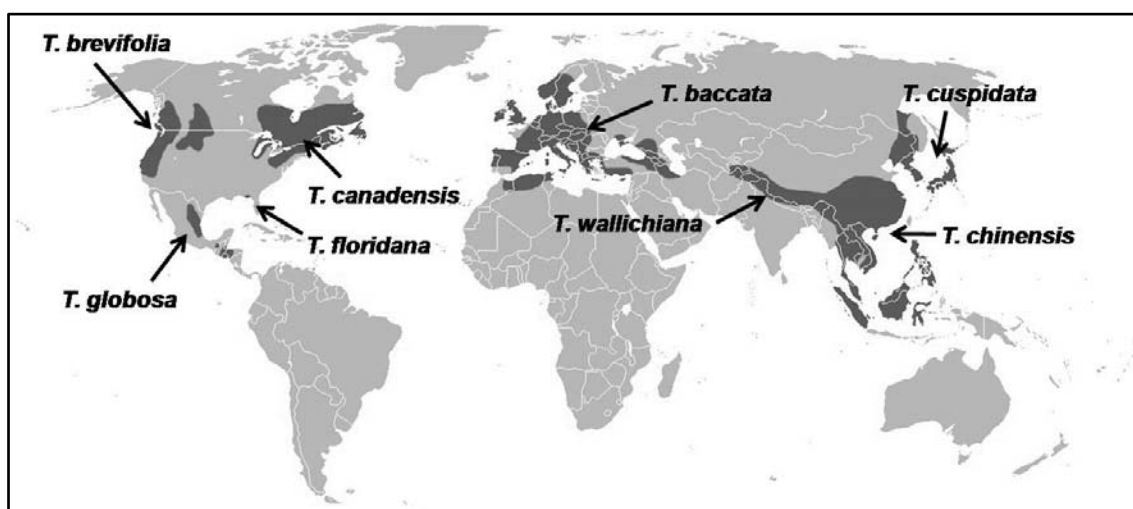 T. brevifolia
T. baccata
T. cuspidata
T. canadensis
T. wallichiana
T. floridana
T. chinensis
T. globosa